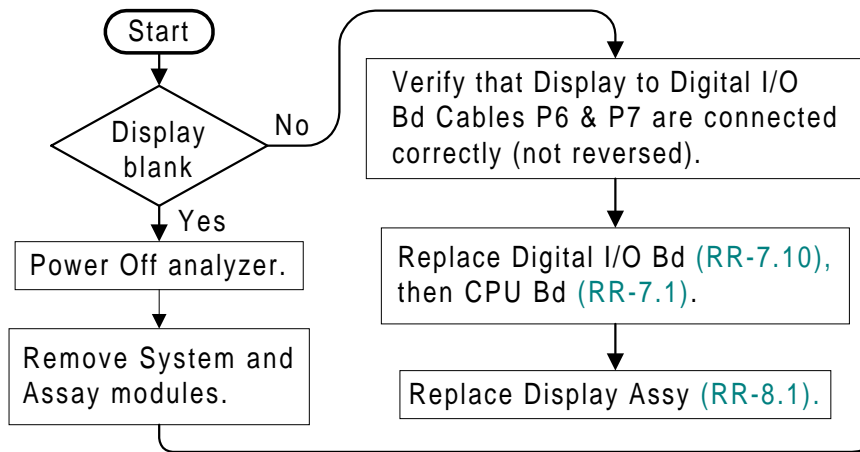 Start
Display
blank
No
Yes
Power Off analyzer.
Remove System and
Assay modules.
Verify that Display to Digital I/O
Bd Cables P6 & P7 are connected
correctly (not reversed).
Replace Digital I/O Bd (RR-7.10),
then CPU Bd (RR-7.1).
Replace Display Assy (RR-8.1).